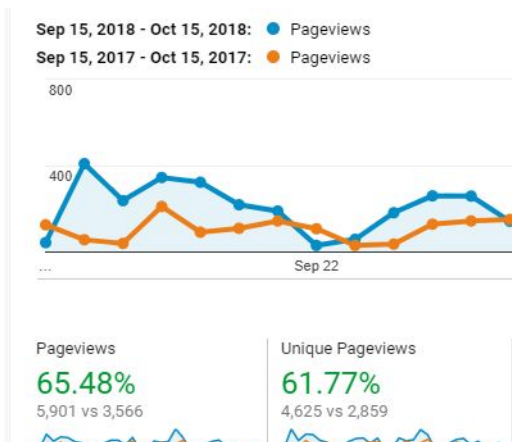 Sep 15, 2018 - Oct 15, 2018: Pageviews
Sep 15, 2017 - Oct 15, 2017: Pageviews
800
400
...
Sep 22
Pageviews
Unique Pageviews
65.48%
61.77%
5,901 vs 3,566
4,625 vs 2,859